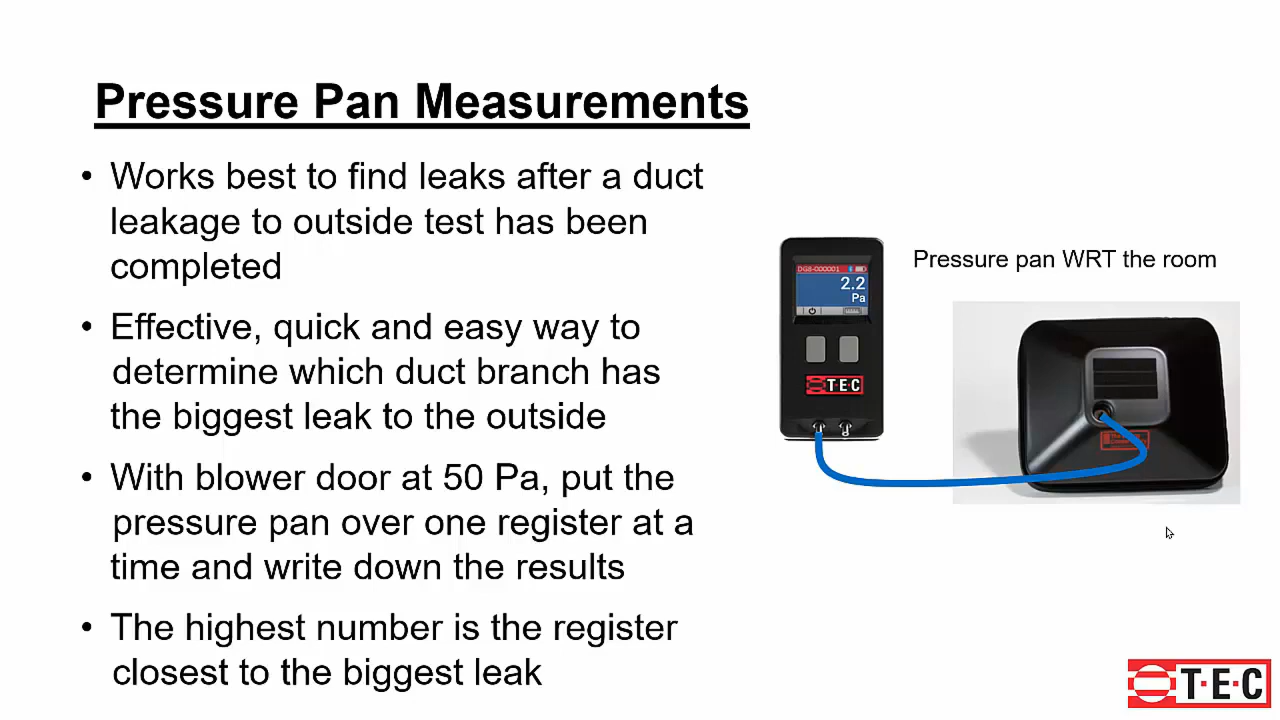 Pressure Pan Measurements
• Works best to find leaks after a duct
leakage to outside test has been
completed
• Effective, quick and easy way to
determine which duct branch has
the biggest leak to the outside
• With blower door at 50 Pa, put the
pressure pan over one register at a
time and write down the results
• The highest number is the register
closest to the biggest leak
Pressure pan WRT the room
DG8-000001
2.2
Pa
T·E·C
T·E·C